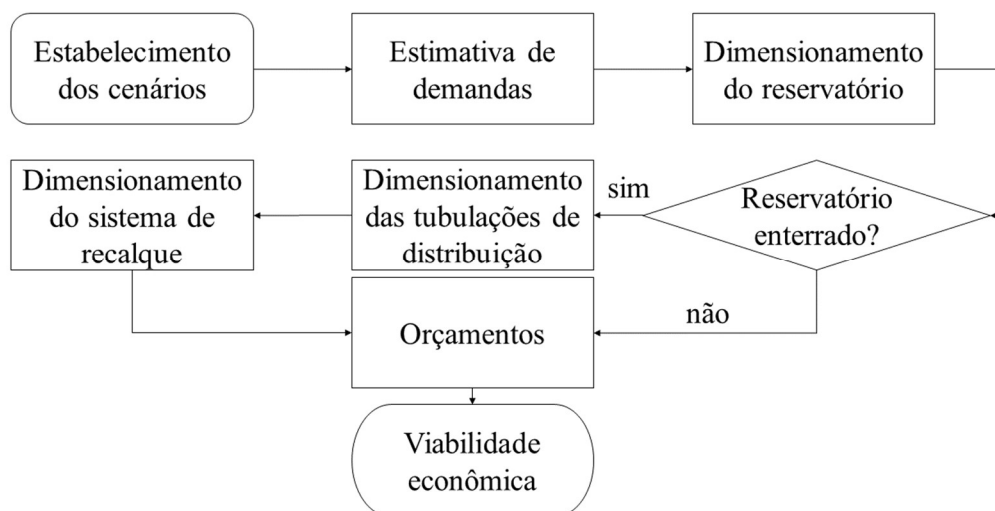 Estabelecimento
dos cenários
Estimativa de
demandas
Dimensionamento
do reservatório
Dimensionamento
do sistema de
recalque
Dimensionamento
das tubulações de
distribuição
sim
Reservatório
enterrado?
Orçamentos
não
Viabilidade
econômica